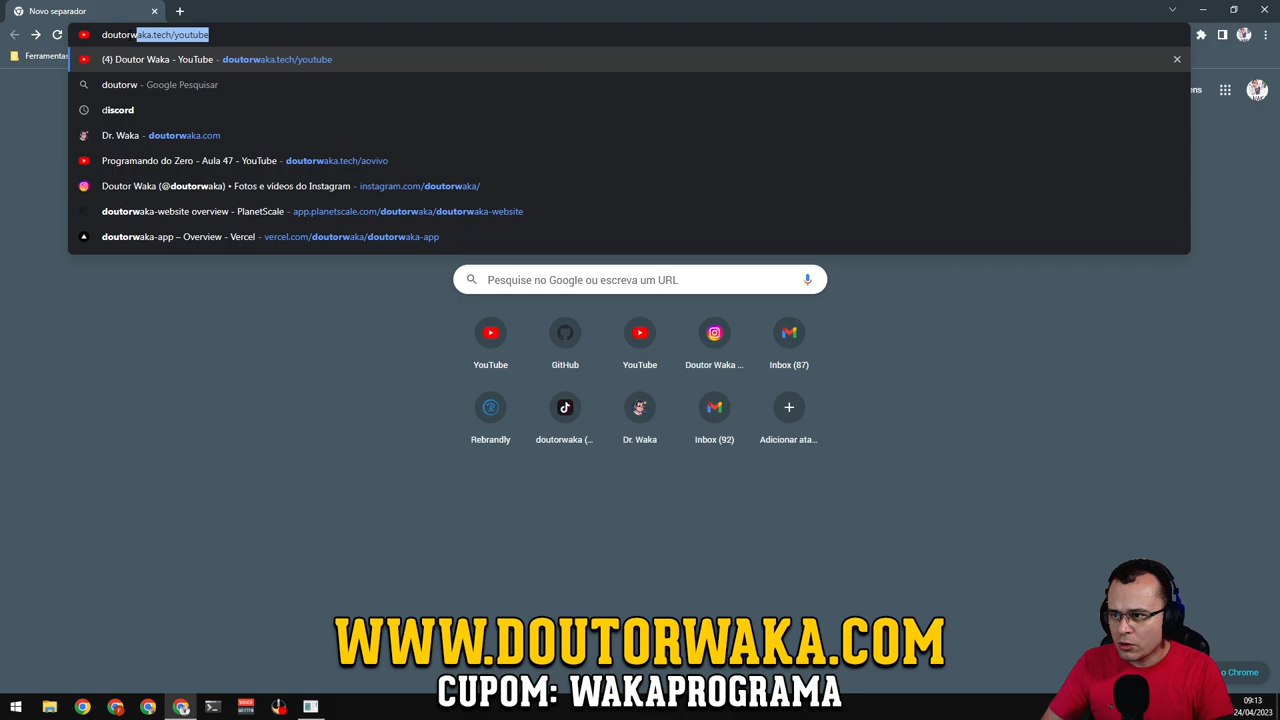 Novo separador
doutorwaka.tech/youtube
Ferramentas
(4) Doutor Waka - YouTube - doutorwaka.tech/youtube
doutorw - Google Pesquisar
discord
Dr. Waka - doutorwaka.com
Programando do Zero - Aula 47 - YouTube - doutorwaka.tech/aovivo
Doutor Waka (@doutorwaka) • Fotos e vídeos do Instagram - instagram.com/doutorwaka/
doutorwaka-website overview - PlanetScale - app.planetscale.com/doutorwaka/doutorwaka-website
doutorwaka-app – Overview - Vercel - vercel.com/doutorwaka/doutorwaka-app
ens
Pesquise no Google ou escreva um URL
YouTube GitHub YouTube Doutor Waka ... Inbox (87)
Rebrandly doutorwaka (... Dr. Waka Inbox (92) Adicionar ata...
WWW.DOUTORWAKA.COM
CUPOM: WAKAPROGRAMA
o Chrome
09:13
24/04/2023